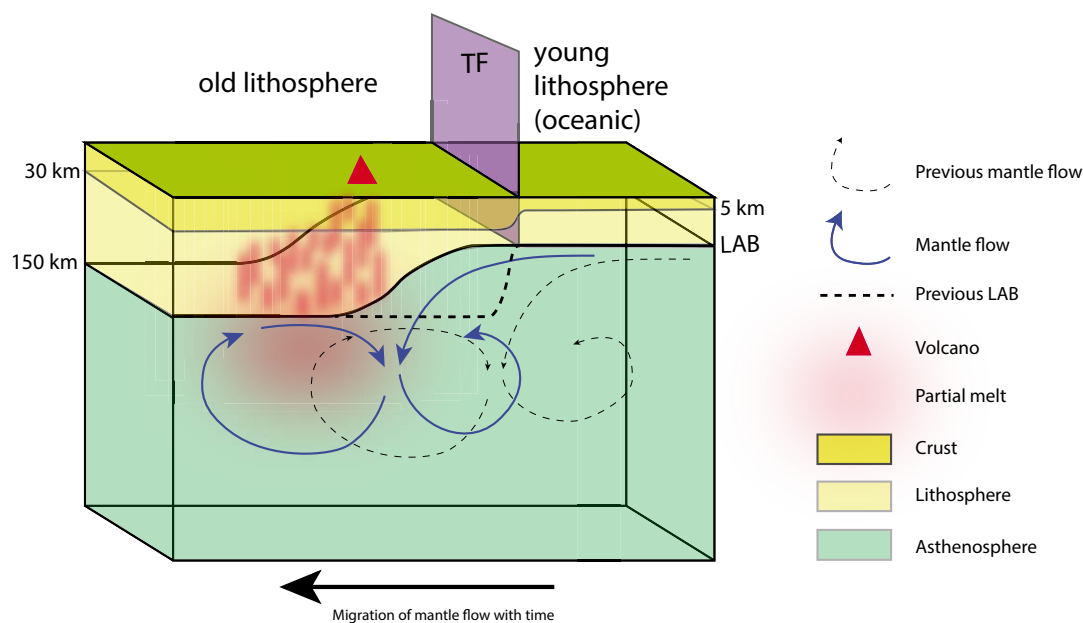 old lithosphere
TF
young
lithosphere
(oceanic)
30 km
150 km
5 km
LAB
Previous mantle flow
Mantle flow
Previous LAB
Volcano
Partial melt
Crust
Lithosphere
Asthenosphere
Migration of mantle flow with time